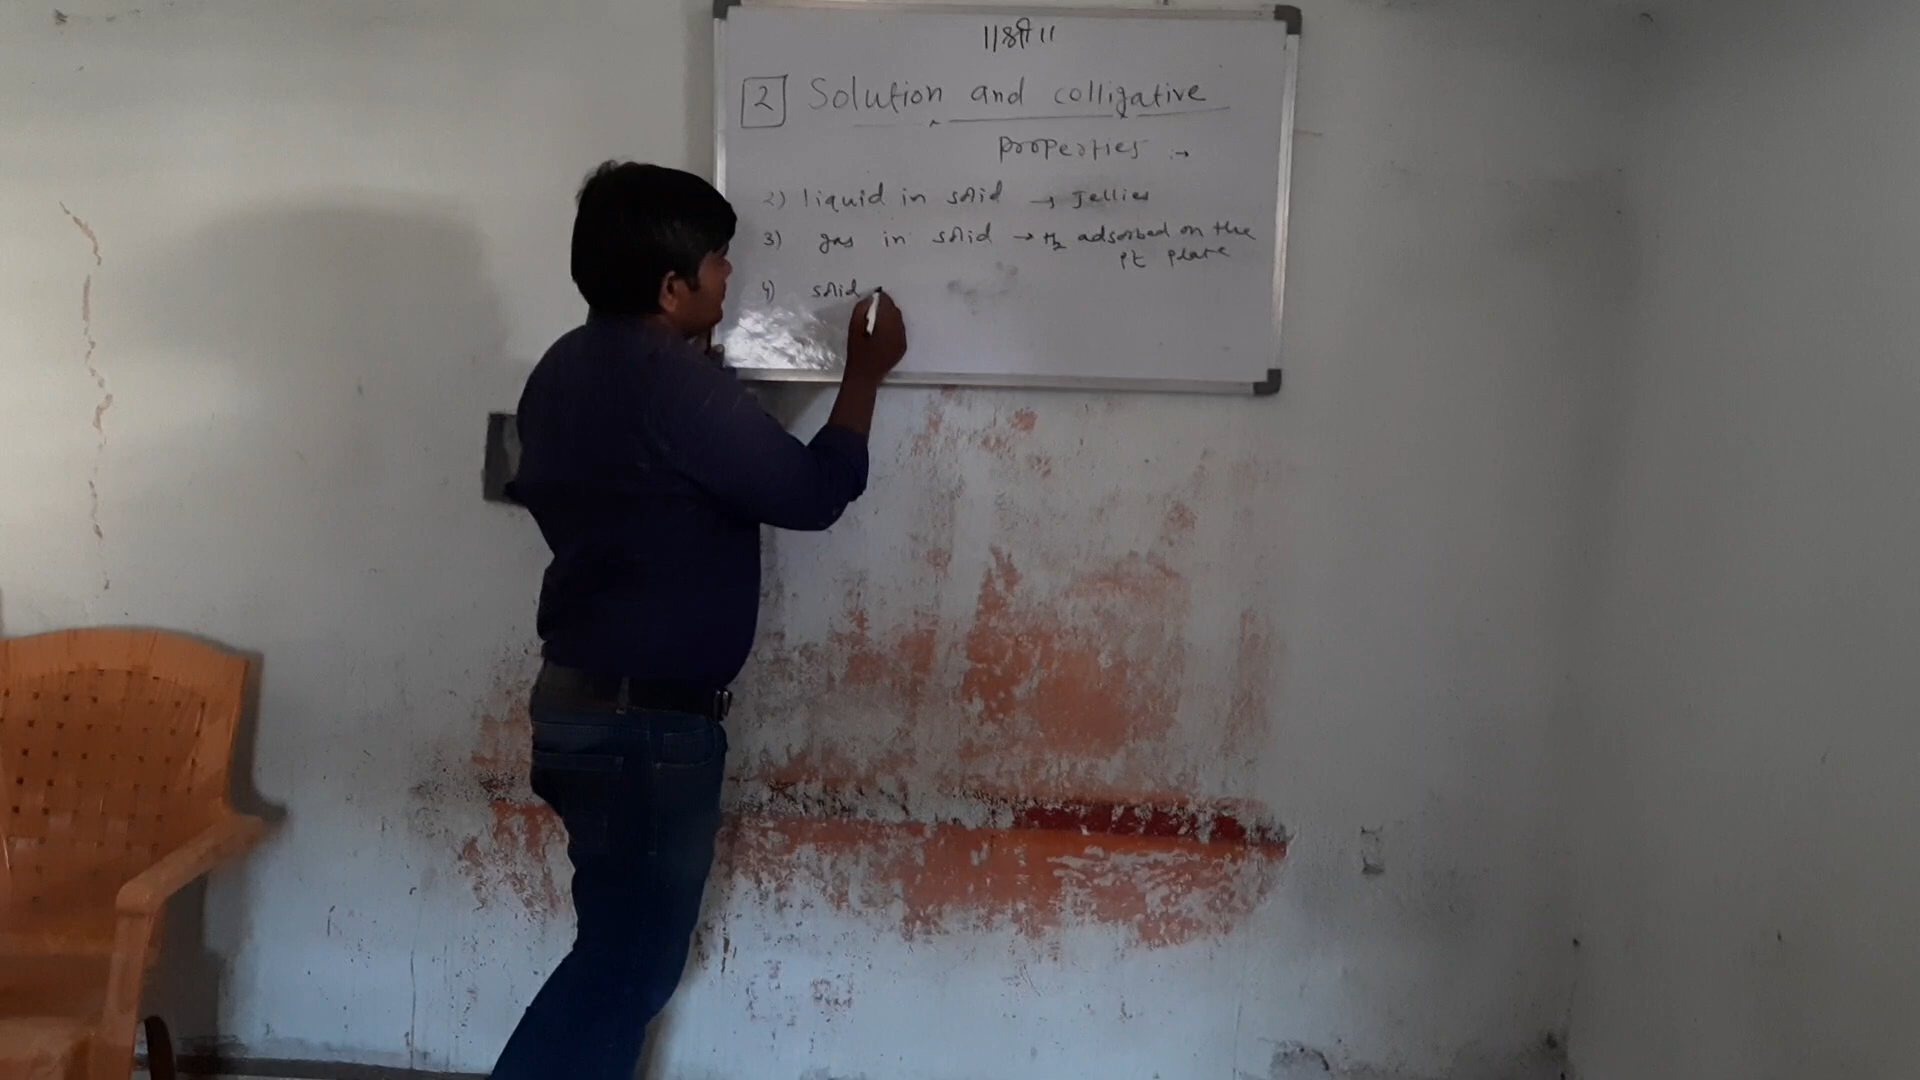 ॥श्री॥
2 Solution and colligative
properties :→
2) liquid in solid → Jellies
3) gas in solid → H2 adsorbed on the
Pt plate
4) solid